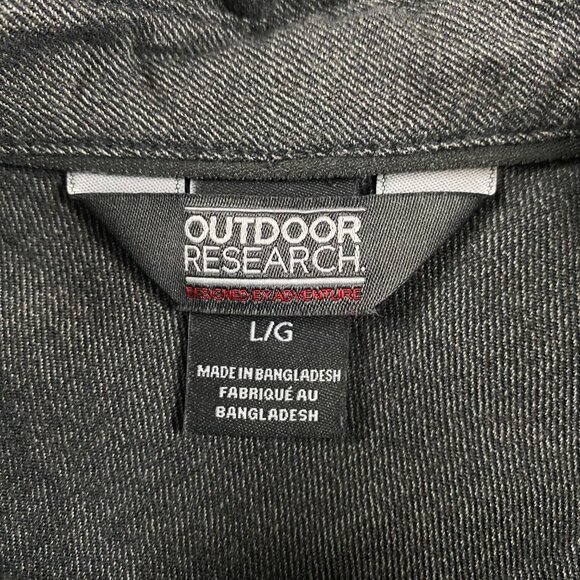 OUTDOOR
RESEARCH
DESIGNED BY ADVENTURE
L/G
MADE IN BANGLADESH
FABRIQUÉ AU
BANGLADESH